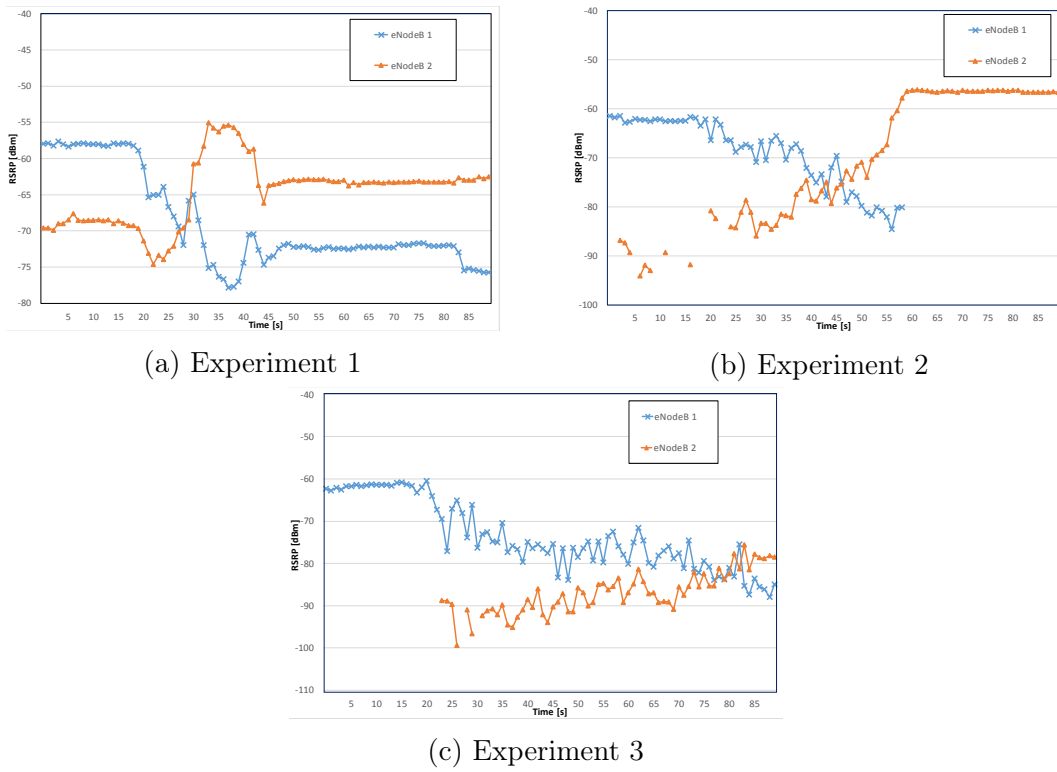 -40
-45
-50
-55
-60
-65
-70
-75
-80
RSRP [dBm]
eNodeB 1
eNodeB 2
5 10 15 20 25 30 35 40 45 50 55 60 65 70 75 80 85
Time [s]
(a) Experiment 1
-40
-50
-60
-70
-80
-90
-100
RSRP [dBm]
eNodeB 1
eNodeB 2
5 10 15 20 25 30 35 40 45 50 55 60 65 70 75 80 85
Time [s]
(b) Experiment 2
-40
-50
-60
-70
-80
-90
-100
-110
RSRP [dBm]
eNodeB 1
eNodeB 2
5 10 15 20 25 30 35 40 45 50 55 60 65 70 75 80 85
Time [s]
(c) Experiment 3